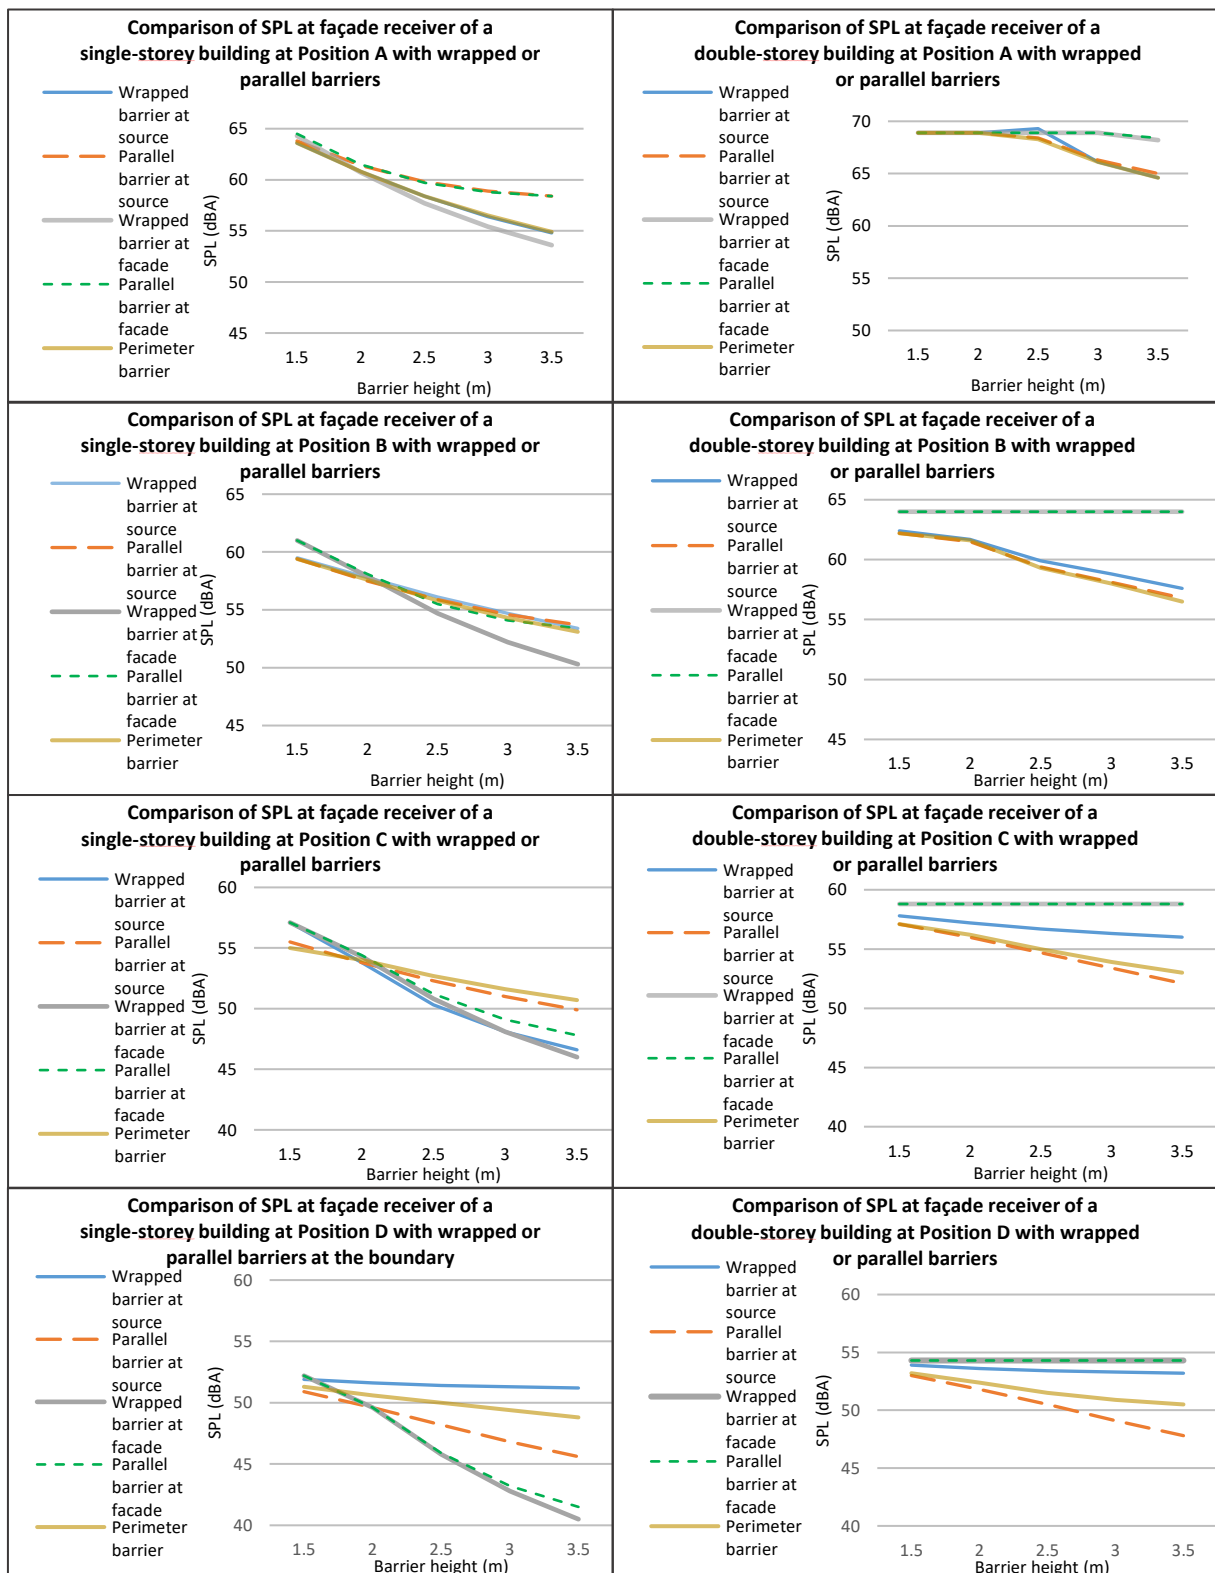 Comparison of SPL at façade receiver of a
single-storey building at Position A with wrapped or
parallel barriers
Wrapped
barrier at
source
Parallel
barrier at
source
Wrapped
barrier at
facade
Parallel
barrier at
facade
Perimeter
barrier
SPL (dBA)
65
60
55
50
45
1.5 2 2.5 3 3.5
Barrier height (m)
Comparison of SPL at façade receiver of a
double-storey building at Position A with wrapped
or parallel barriers
Wrapped
barrier at
source
Parallel
barrier at
source
Wrapped
barrier at
facade
Parallel
barrier at
facade
Perimeter
barrier
SPL (dBA)
70
65
60
55
50
1.5 2 2.5 3 3.5
Barrier height (m)
Comparison of SPL at façade receiver of a
single-storey building at Position B with wrapped or
parallel barriers
Wrapped
barrier at
source
Parallel
barrier at
source
Wrapped
barrier at
facade
Parallel
barrier at
facade
Perimeter
barrier
SPL (dBA)
65
60
55
50
45
1.5 2 2.5 3 3.5
Barrier height (m)
Comparison of SPL at façade receiver of a
double-storey building at Position B with wrapped
or parallel barriers
Wrapped
barrier at
source
Parallel
barrier at
source
Wrapped
barrier at
facade
Parallel
barrier at
facade
Perimeter
barrier
SPL (dBA)
65
60
55
50
45
1.5 2 2.5 3 3.5
Barrier height (m)
Comparison of SPL at façade receiver of a
single-storey building at Position C with wrapped or
parallel barriers
Wrapped
barrier at
source
Parallel
barrier at
source
Wrapped
barrier at
facade
Parallel
barrier at
facade
Perimeter
barrier
SPL (dBA)
60
55
50
45
40
1.5 2 2.5 3 3.5
Barrier height (m)
Comparison of SPL at façade receiver of a
double-storey building at Position C with wrapped
or parallel barriers
Wrapped
barrier at
source
Parallel
barrier at
source
Wrapped
barrier at
facade
Parallel
barrier at
facade
Perimeter
barrier
SPL (dBA)
60
55
50
45
40
1.5 2 2.5 3 3.5
Barrier height (m)
Comparison of SPL at façade receiver of a
single-storey building at Position D with wrapped or
parallel barriers at the boundary
Wrapped
barrier at
source
Parallel
barrier at
source
Wrapped
barrier at
facade
Parallel
barrier at
facade
Perimeter
barrier
SPL (dBA)
60
55
50
45
40
1.5 2 2.5 3 3.5
Barrier height (m)
Comparison of SPL at façade receiver of a
double-storey building at Position D with wrapped
or parallel barriers
Wrapped
barrier at
source
Parallel
barrier at
source
Wrapped
barrier at
facade
Parallel
barrier at
facade
Perimeter
barrier
SPL (dBA)
60
55
50
45
40
1.5 2 2.5 3 3.5
Barrier height (m)